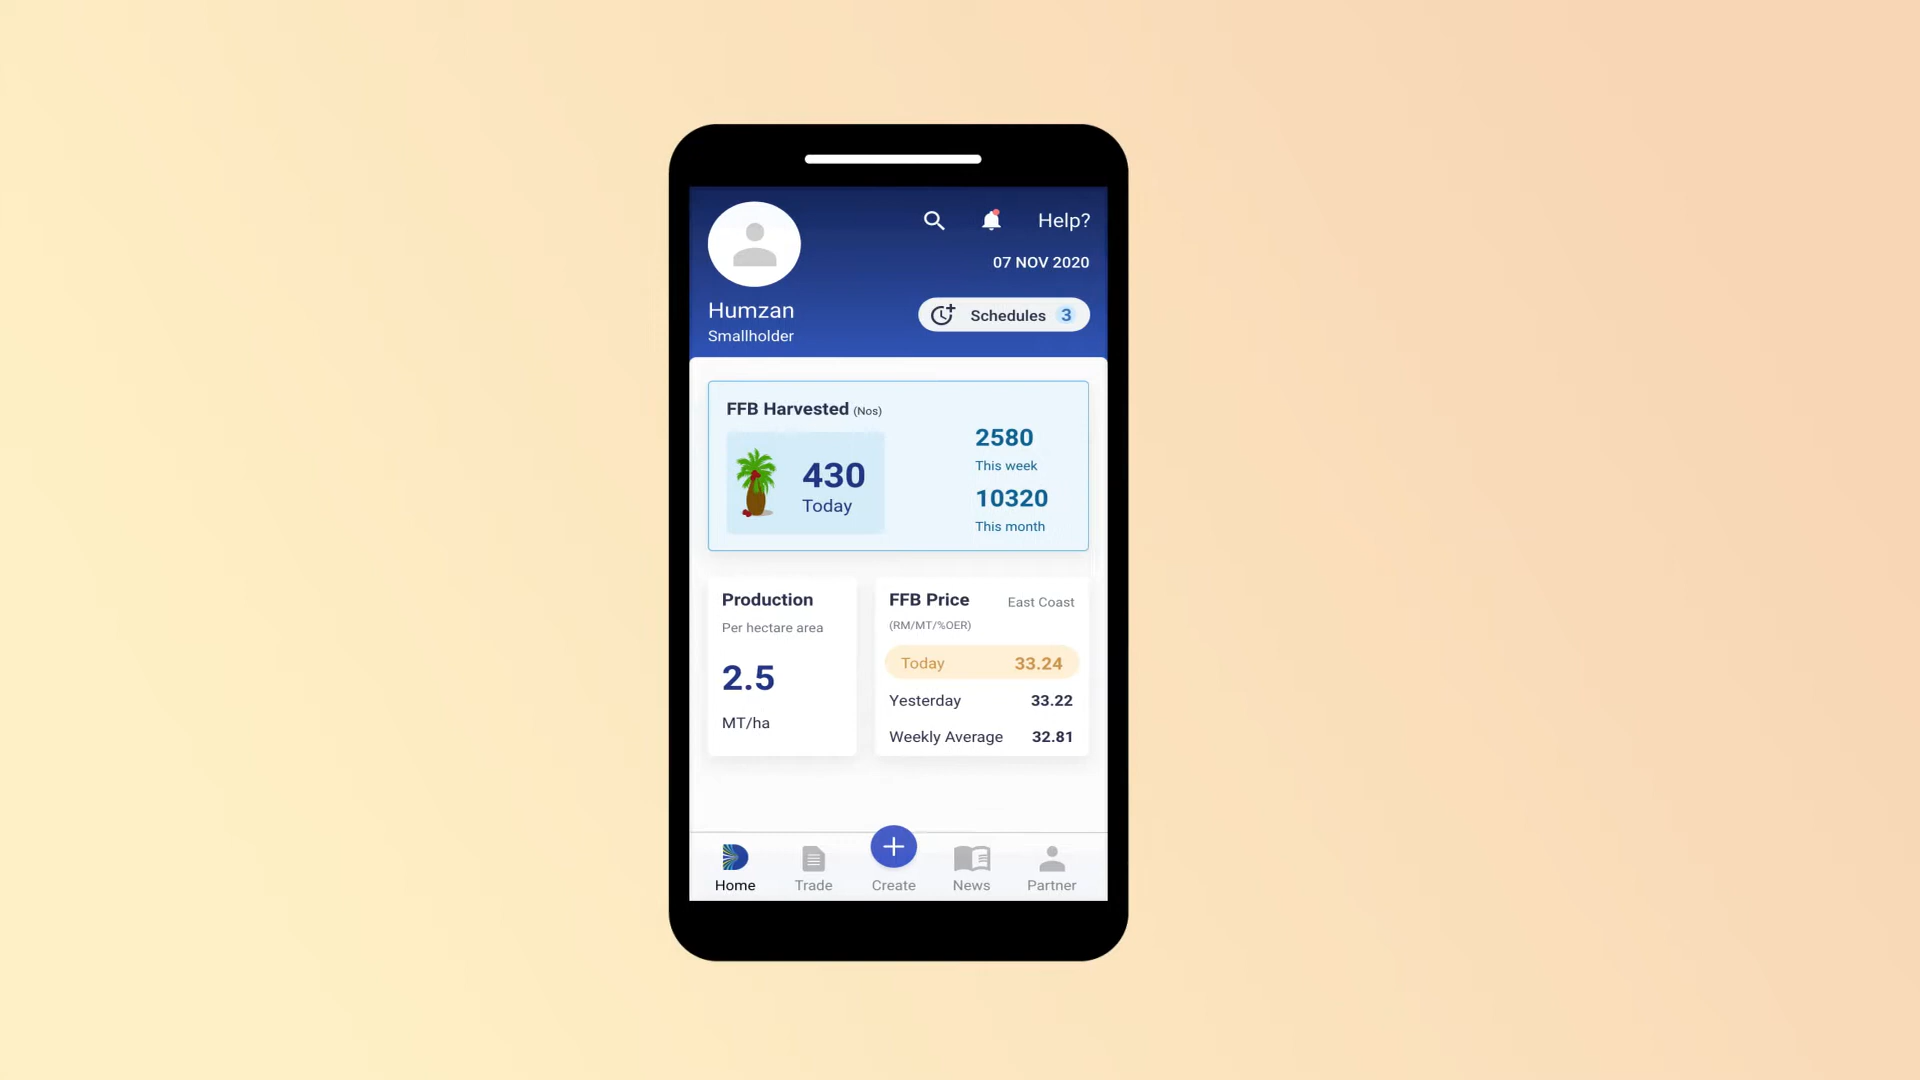 Help?
07 NOV 2020
Humzan
Smallholder
Schedules 3
FFB Harvested (Nos)
430
Today
2580
This week
10320
This month
Production
Per hectare area
2.5
MT/ha
FFB Price East Coast
(RM/MT/%OER)
Today 33.24
Yesterday 33.22
Weekly Average 32.81
Home Trade Create News Partner